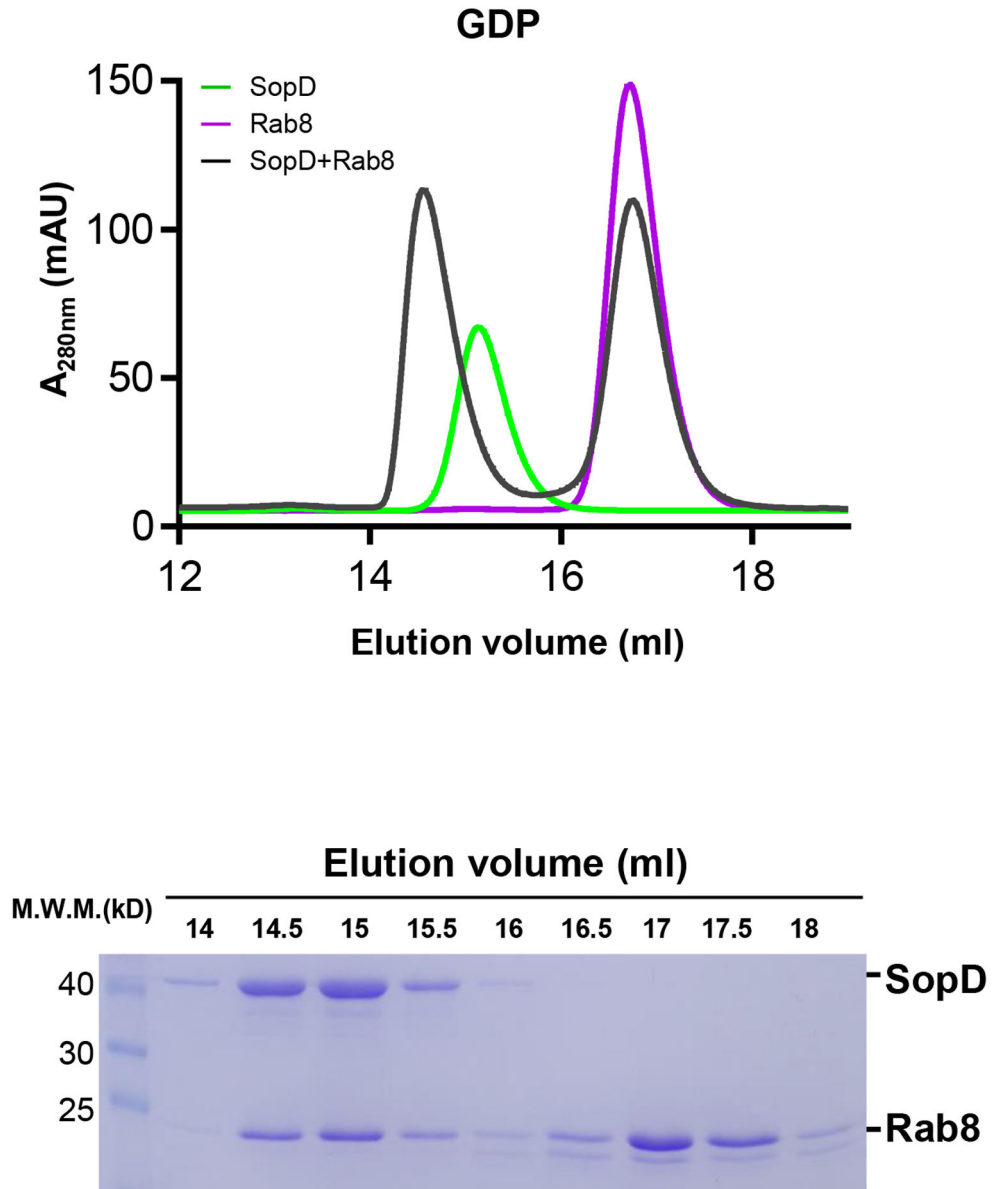 GDP
SopD
Rab8
SopD+Rab8
150
100
50
0
A280nm (mAU)
12 14 16 18
Elution volume (ml)
Elution volume (ml)
M.W.M.(kD) 14 14.5 15 15.5 16 16.5 17 17.5 18
40
30
25
SopD
Rab8